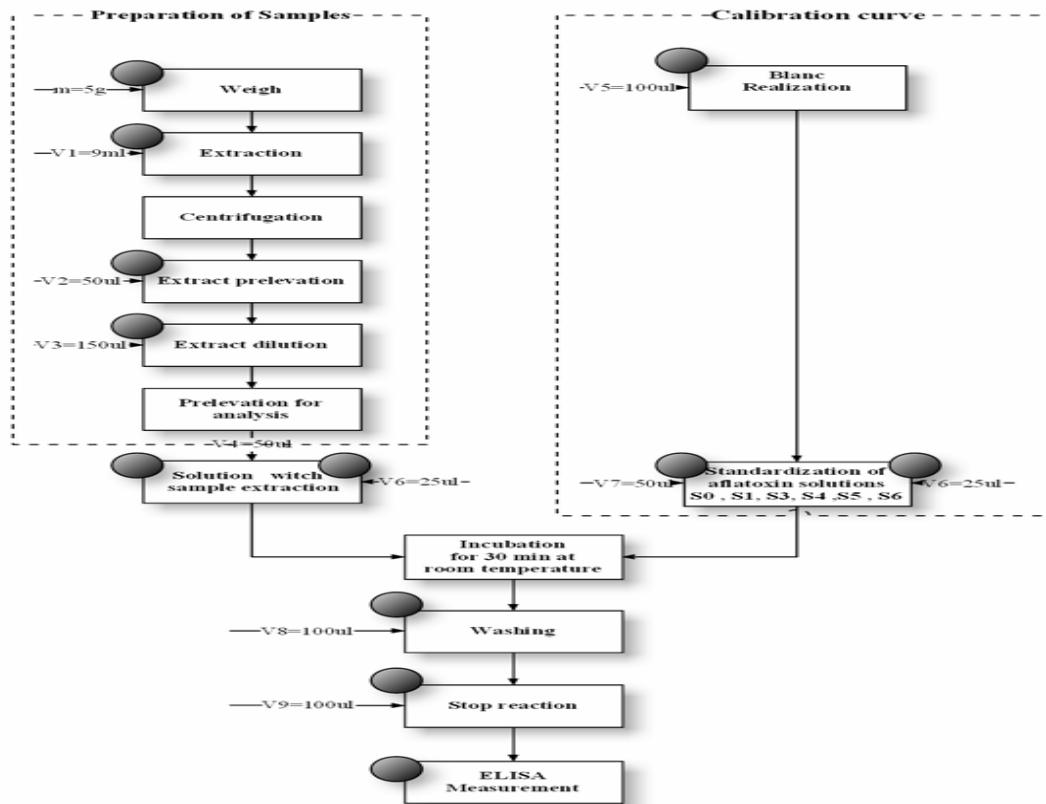 Preparation of Samples
m=5g
Weigh
V1=9ml
Extraction
Centrifugation
V2=50ul
Extract prelevation
V3=150ul
Extract dilution
Prelevation for
analysis
V4=50ul
Solution witch
sample extraction
V6=25ul
Calibration curve
V5=100ul
Blanc
Realization
V7=50ul
Standardization of
aflatoxin solutions
S0 , S1, S3, S4 ,S5 , S6
V6=25ul
Incubation
for 30 min at
room temperature
V8=100ul
Washing
V9=100ul
Stop reaction
ELISA
Measurement